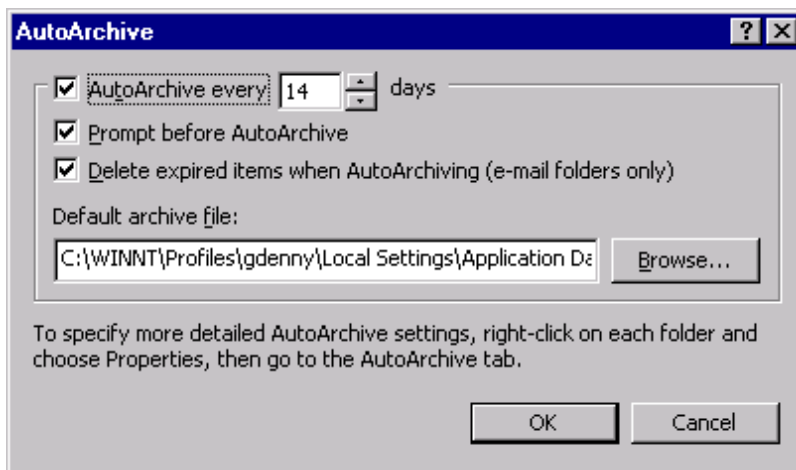 AutoArchive
AutoArchive every 14 days
Prompt before AutoArchive
Delete expired items when AutoArchiving (e-mail folders only)
Default archive file:
C:\WINNT\Profiles\gdenny\Local Settings\Application Da Browse...
To specify more detailed AutoArchive settings, right-click on each folder and
choose Properties, then go to the AutoArchive tab.
OK Cancel